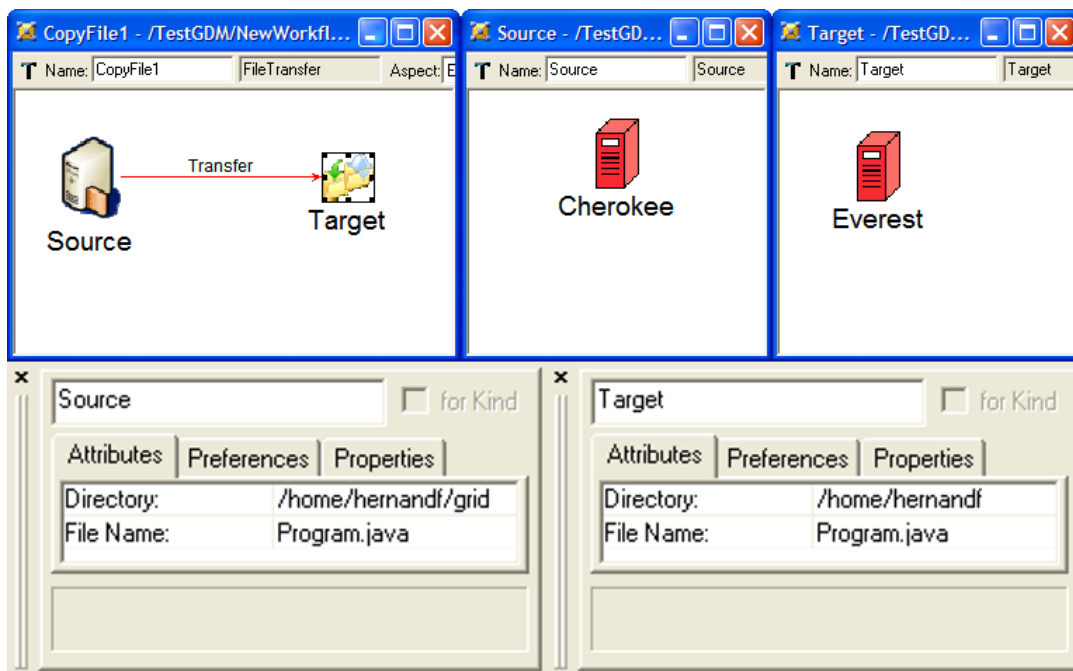 CopyFile1 - /TestGDM/NewWorkfl...
Name: CopyFile1 FileTransfer Aspect: E
Transfer
Source
Target
Source - /TestGD...
Name: Source Source
Cherokee
Target - /TestGD...
Name: Target Target
Everest
Source for Kind
Attributes Preferences Properties
Directory: /home/hernandf/grid
File Name: Program.java
Target for Kind
Attributes Preferences Properties
Directory: /home/hernandf
File Name: Program.java